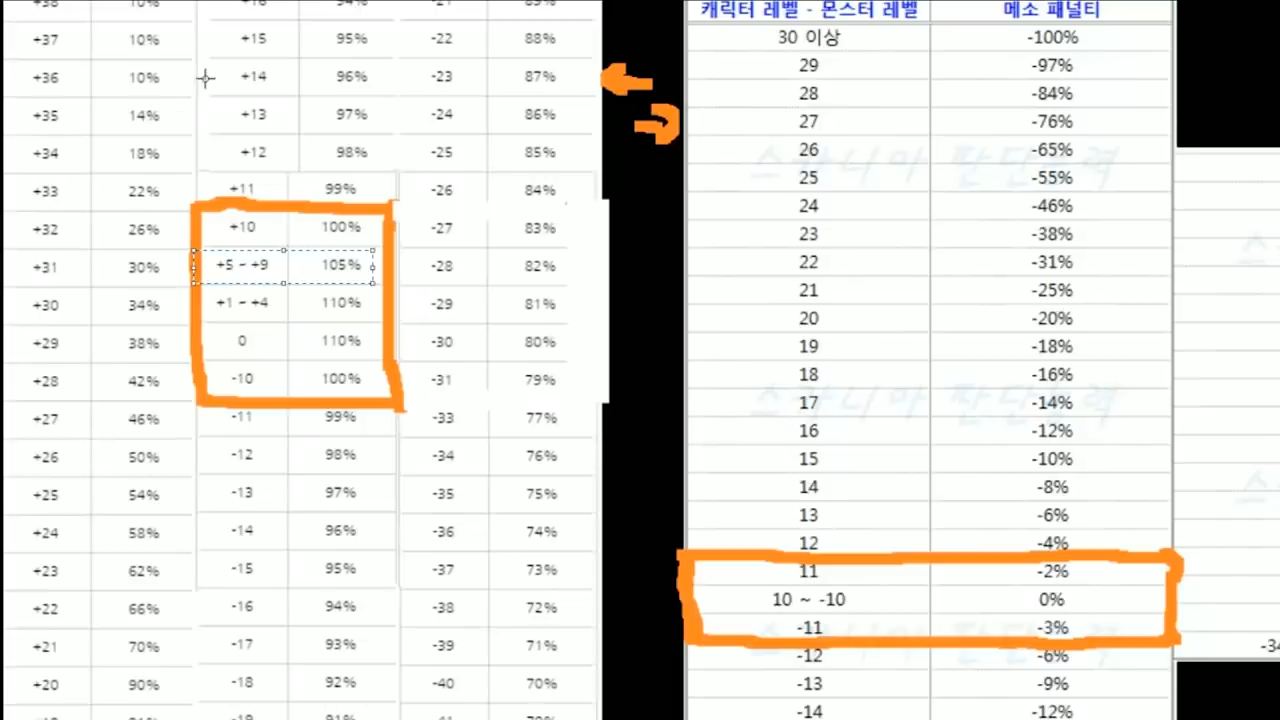 +38 10% +16 94% -21 89%
+37 10% +15 95% -22 88%
+36 10% +14 96% -23 87%
+35 14% +13 97% -24 86%
+34 18% +12 98% -25 85%
+33 22% +11 99% -26 84%
+32 26% +10 100% -27 83%
+31 30% +5 ~ +9 105% -28 82%
+30 34% +1 ~ +4 110% -29 81%
+29 38% 0 110% -30 80%
+28 42% -10 100% -31 79%
+27 46% -11 99% -33 77%
+26 50% -12 98% -34 76%
+25 54% -13 97% -35 75%
+24 58% -14 96% -36 74%
+23 62% -15 95% -37 73%
+22 66% -16 94% -38 72%
+21 70% -17 93% -39 71%
+20 90% -18 92% -40 70%
캐릭터 레벨 - 몬스터 레벨 메소 패널티
30 이상 -100%
29 -97%
28 -84%
27 -76%
26 -65%
25 -55%
24 -46%
23 -38%
22 -31%
21 -25%
20 -20%
19 -18%
18 -16%
17 -14%
16 -12%
15 -10%
14 -8%
13 -6%
12 -4%
11 -2%
10 ~ -10 0%
-11 -3%
-12 -6%
-13 -9%
-14 -12%
-34